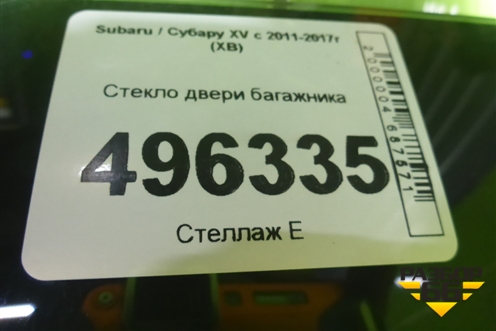 Subaru / Субару XV с 2011-2017г
(XB)
Стекло двери багажника
496335
Стеллаж Е